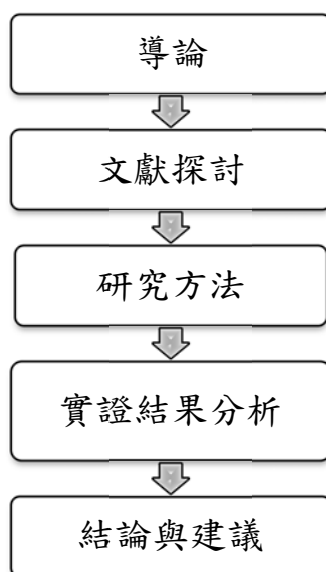 導論
文獻探討
研究方法
實證結果分析
結論與建議